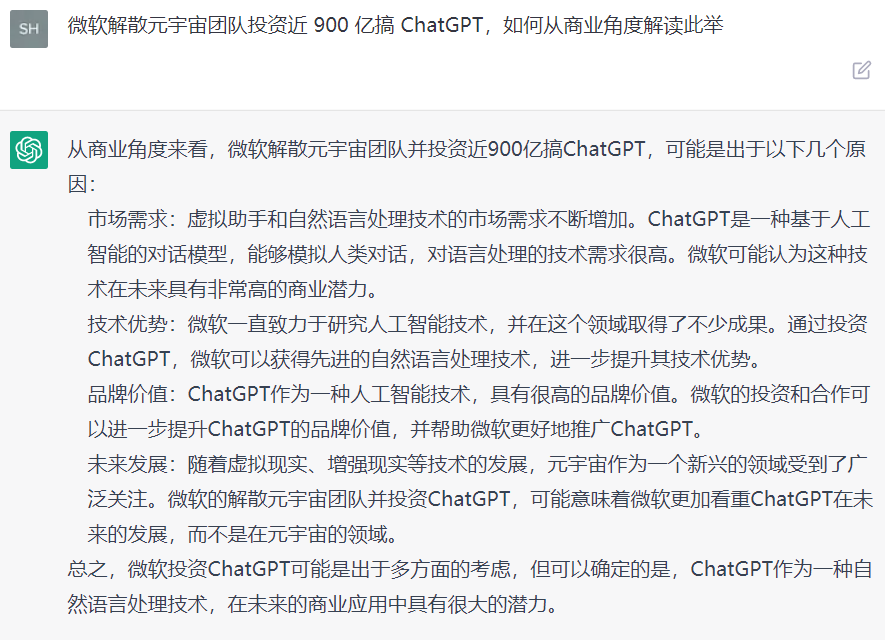 SH
微软解散元宇宙团队投资近 900 亿搞 ChatGPT，如何从商业角度解读此举
从商业角度来看，微软解散元宇宙团队并投资近900亿搞ChatGPT，可能是出于以下几个原
因：
市场需求：虚拟助手和自然语言处理技术的市场需求不断增加。ChatGPT是一种基于人工
智能的对话模型，能够模拟人类对话，对语言处理的技术需求很高。微软可能认为这种技
术在未来具有非常高的商业潜力。
技术优势：微软一直致力于研究人工智能技术，并在这个领域取得了不少成果。通过投资
ChatGPT，微软可以获得先进的自然语言处理技术，进一步提升其技术优势。
品牌价值：ChatGPT作为一种人工智能技术，具有很高的品牌价值。微软的投资和合作可
以进一步提升ChatGPT的品牌价值，并帮助微软更好地推广ChatGPT。
未来发展：随着虚拟现实、增强现实等技术的发展，元宇宙作为一个新兴的领域受到了广
泛关注。微软的解散元宇宙团队并投资ChatGPT，可能意味着微软更加看重ChatGPT在未
来的发展，而不是在元宇宙的领域。
总之，微软投资ChatGPT可能是出于多方面的考虑，但可以确定的是，ChatGPT作为一种自
然语言处理技术，在未来的商业应用中具有很大的潜力。